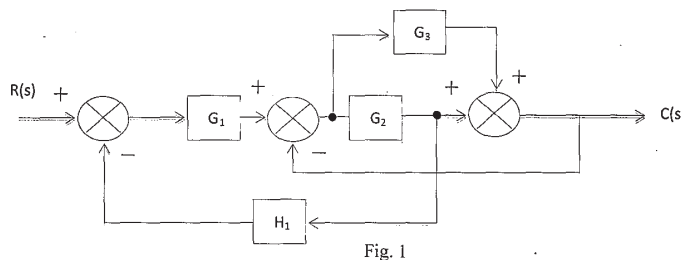 G₃
R(s) + + + +
G₁ G₂ C(s
− −
H₁
Fig. 1